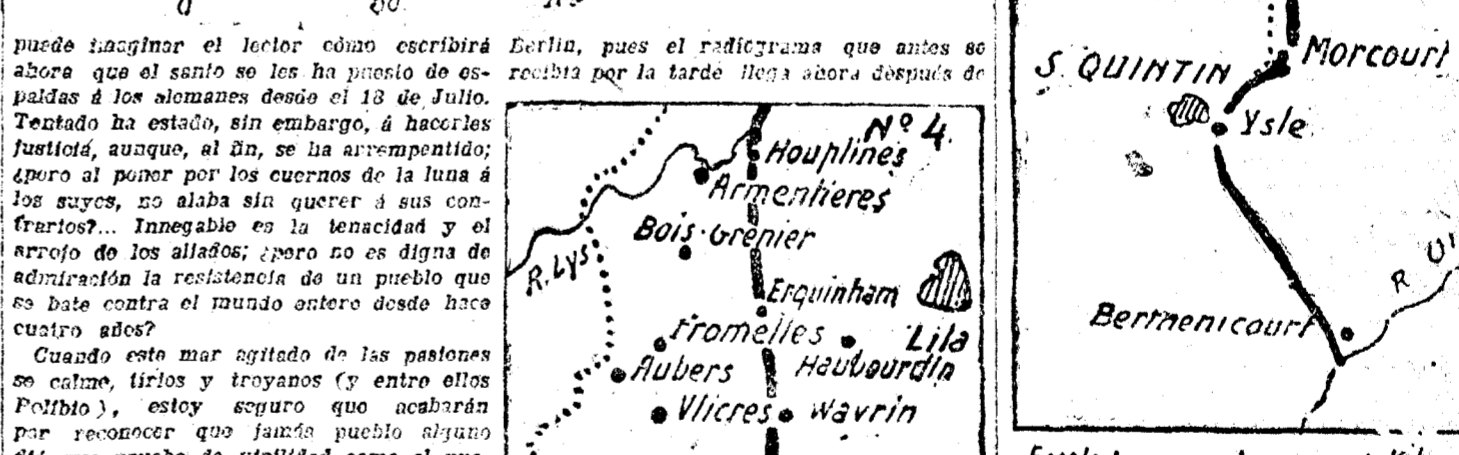 puede imaginar el lector cómo escribirá
ahora que el santo se les ha puesto de es-
paldas á los alemanes desde el 18 de Julio.
Tentado ha estado, sin embargo, á hacerles
justicia, aunque, al fin, se ha arrempentido;
¿pero al poner por los cuernos de la luna á
los suyos, no alaba sin querer á sus con-
trarios?... Innegable es la tenacidad y el
arrojo de los aliados; ¿pero no es digna de
admiración la resistencia de un pueblo que
se bate contra el mundo entero desde hace
cuatro años?
Cuando este mar agitado de las pasiones
se calme, tirios y troyanos (y entre ellos
Polibio), estoy seguro que acabarán
por reconocer que jamás pueblo alguno
Berlín, pues el radiograma que antes se
recibía por la tarde llega ahora después de
Nº 4.
Houplines
Armentieres
Bois-Grenier
R. Lys
Erquinham
Fromelles
Lila
Aubers
Haubourdin
Vlicres
Wavrin
Morcourt
S. QUINTIN
Ysle
Berthenicourt
R